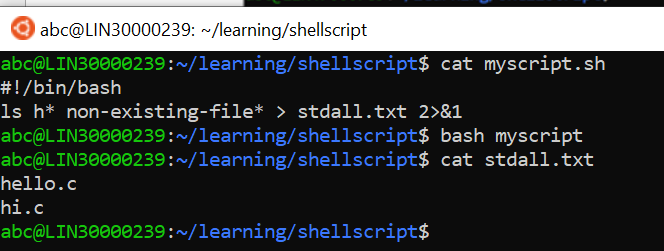 abc@LIN30000239: ~/learning/shellscript
abc@LIN30000239:~/learning/shellscript$ cat myscript.sh
#!/bin/bash
ls h* non-existing-file* > stdall.txt 2>&1
abc@LIN30000239:~/learning/shellscript$ bash myscript
abc@LIN30000239:~/learning/shellscript$ cat stdall.txt
hello.c
hi.c
abc@LIN30000239:~/learning/shellscript$